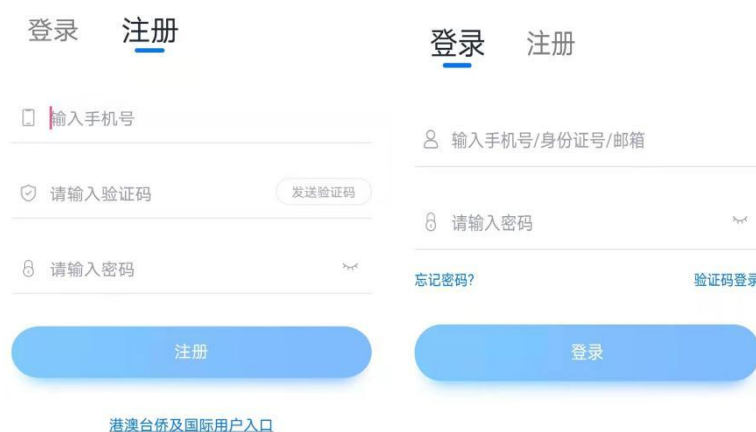 登录 注册
输入手机号
请输入验证码 发送验证码
请输入密码
注册
港澳台侨及国际用户入口
登录 注册
输入手机号/身份证号/邮箱
请输入密码
忘记密码? 验证码登录
登录